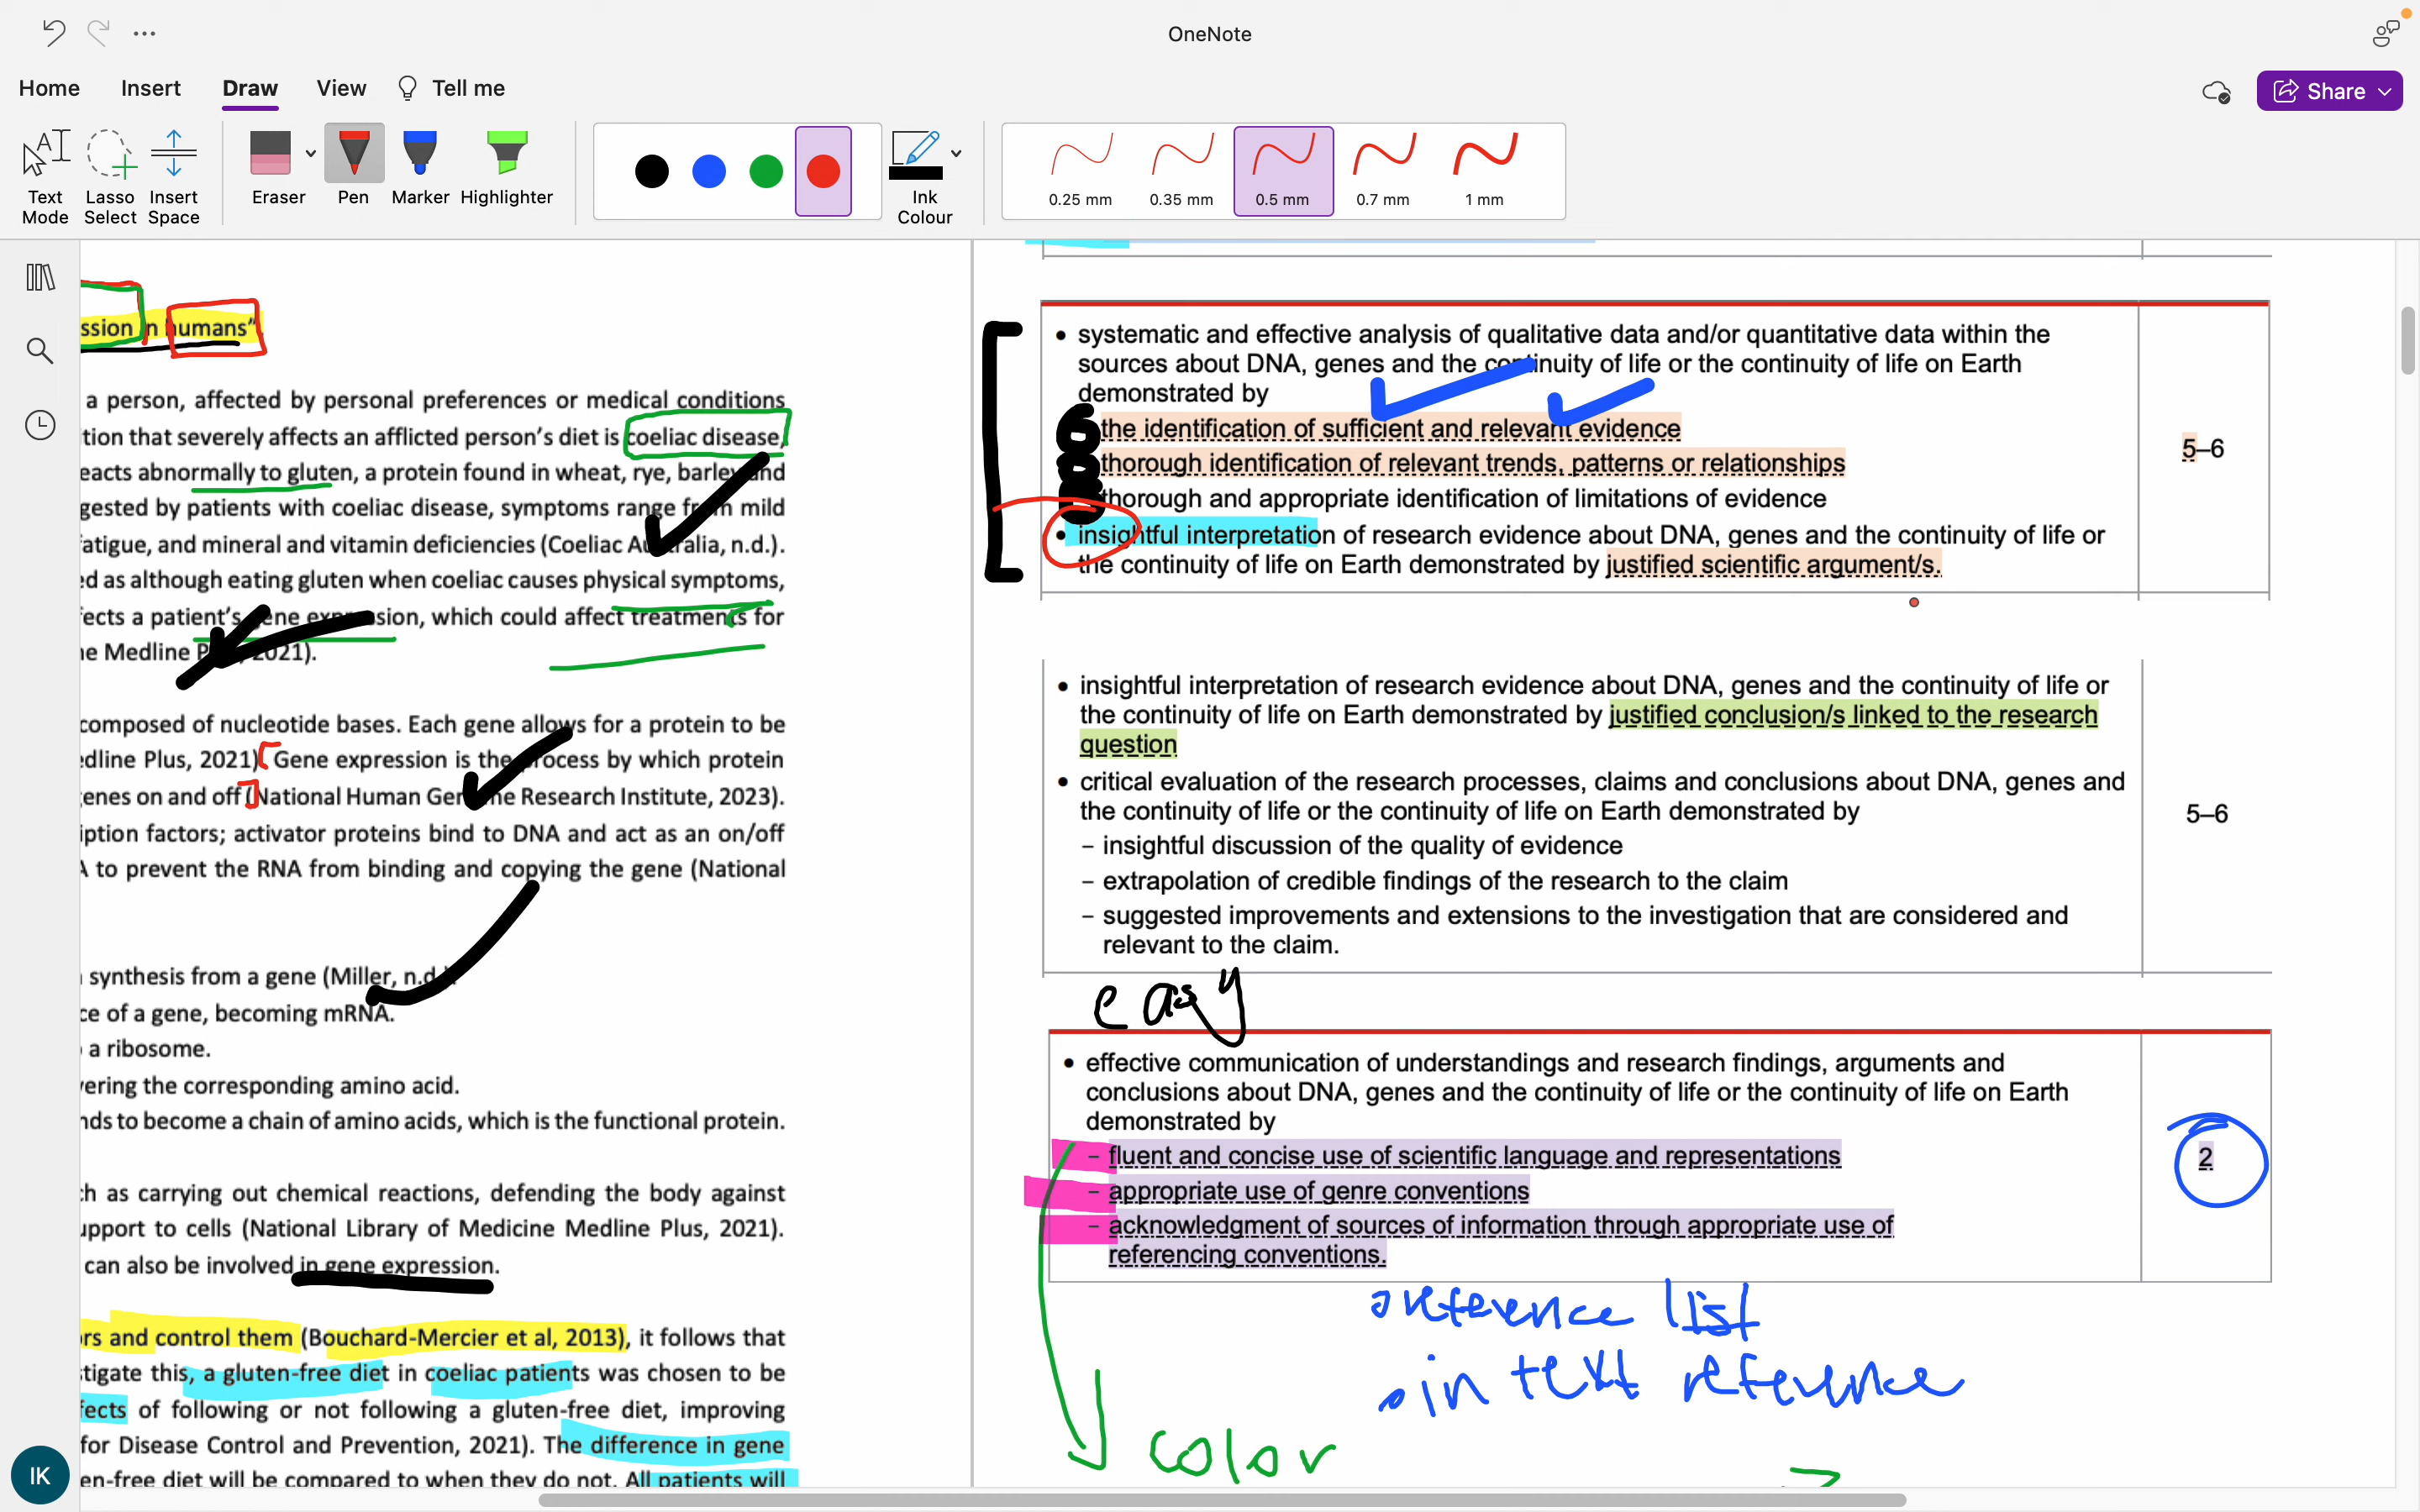 OneNote
Home Insert Draw View Tell me
Share
Text Mode
Lasso Select
Insert Space
Eraser
Pen
Marker
Highlighter
Ink Colour
0.25 mm
0.35 mm
0.5 mm
0.7 mm
1 mm
ssion in humans”
a person, affected by personal preferences or medical conditions
tion that severely affects an afflicted person’s diet is coeliac disease,
eacts abnormally to gluten, a protein found in wheat, rye, barley and
gested by patients with coeliac disease, symptoms range from mild
atigue, and mineral and vitamin deficiencies (Coeliac Australia, n.d.).
ed as although eating gluten when coeliac causes physical symptoms,
ects a patient’s gene expression, which could affect treatments for
ne Medline Plus, 2021).
composed of nucleotide bases. Each gene allows for a protein to be
edline Plus, 2021). Gene expression is the process by which protein
enes on and off (National Human Genome Research Institute, 2023).
iption factors; activator proteins bind to DNA and act as an on/off
A to prevent the RNA from binding and copying the gene (National
synthesis from a gene (Miller, n.d.
ce of a gene, becoming mRNA.
a ribosome.
vering the corresponding amino acid.
nds to become a chain of amino acids, which is the functional protein.
ch as carrying out chemical reactions, defending the body against
upport to cells (National Library of Medicine Medline Plus, 2021).
can also be involved in gene expression.
rs and control them (Bouchard-Mercier et al, 2013), it follows that
tigate this, a gluten-free diet in coeliac patients was chosen to be
fects of following or not following a gluten-free diet, improving
for Disease Control and Prevention, 2021). The difference in gene
en-free diet will be compared to when they do not. All patients will
IK
• systematic and effective analysis of qualitative data and/or quantitative data within the
sources about DNA, genes and the continuity of life or the continuity of life on Earth
demonstrated by
the identification of sufficient and relevant evidence
thorough identification of relevant trends, patterns or relationships
thorough and appropriate identification of limitations of evidence
• insightful interpretation of research evidence about DNA, genes and the continuity of life or
the continuity of life on Earth demonstrated by justified scientific argument/s.
5–6
• insightful interpretation of research evidence about DNA, genes and the continuity of life or
the continuity of life on Earth demonstrated by justified conclusion/s linked to the research
question
• critical evaluation of the research processes, claims and conclusions about DNA, genes and
the continuity of life or the continuity of life on Earth demonstrated by
– insightful discussion of the quality of evidence
– extrapolation of credible findings of the research to the claim
– suggested improvements and extensions to the investigation that are considered and
relevant to the claim.
5–6
easy
• effective communication of understandings and research findings, arguments and
conclusions about DNA, genes and the continuity of life or the continuity of life on Earth
demonstrated by
– fluent and concise use of scientific language and representations
– appropriate use of genre conventions
– acknowledgment of sources of information through appropriate use of
referencing conventions.
2
reference list
in text reference
color